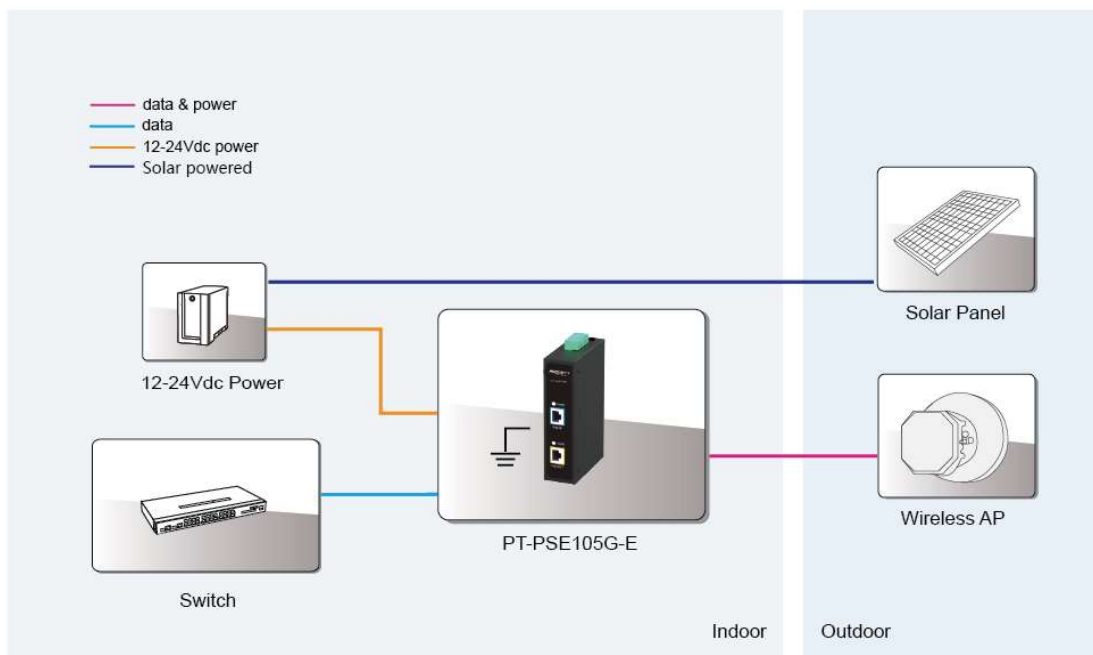 data & power
data
12-24Vdc power
Solar powered
Solar Panel
12-24Vdc Power
PT-PSE105G-E
Wireless AP
Switch
Indoor
Outdoor